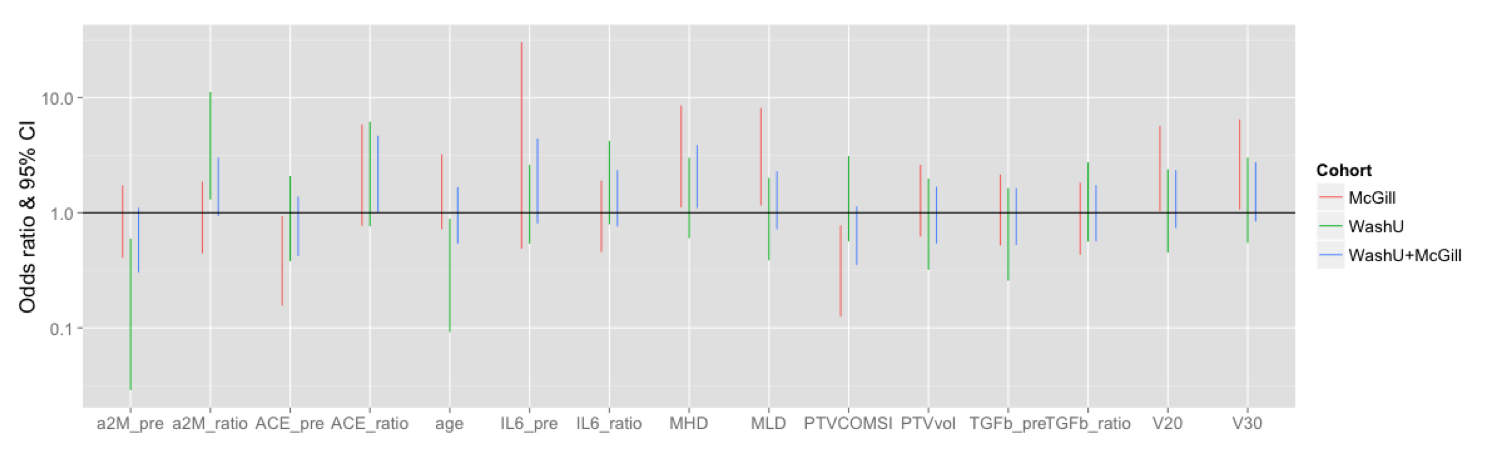 Odds ratio & 95% CI
10.0
1.0
0.1
a2M_pre a2M_ratio ACE_pre ACE_ratio age IL6_pre IL6_ratio MHD MLD PTVCOMSI PTVvol TGFb_pre TGFb_ratio V20 V30
Cohort
McGill
WashU
WashU+McGill